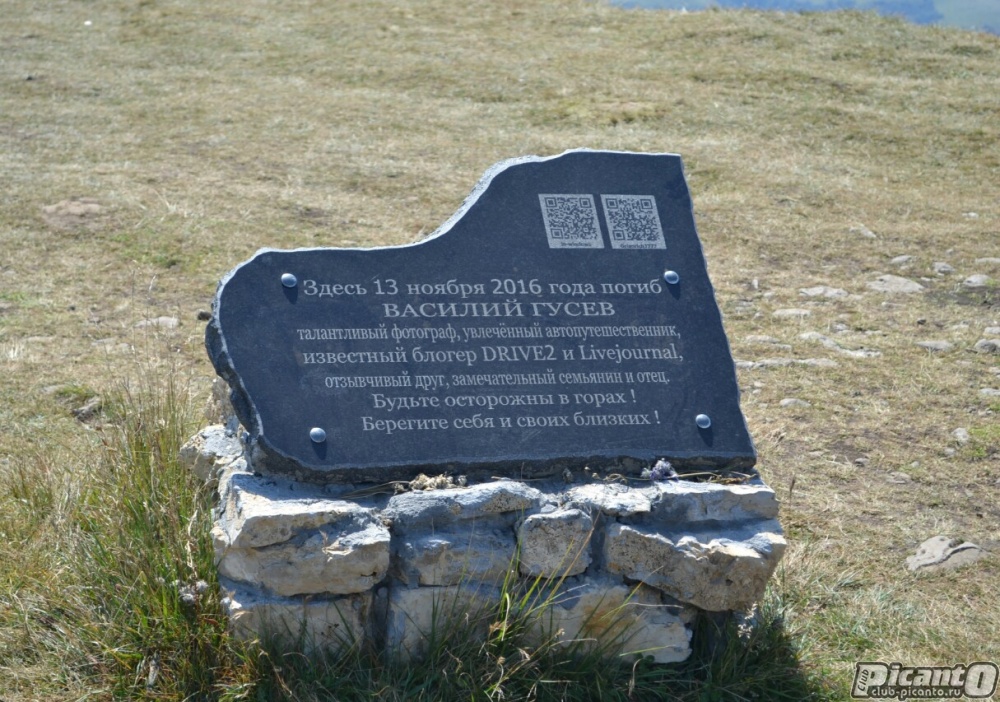 Здесь 13 ноября 2016 года погиб
ВАСИЛИЙ ГУСЕВ
талантливый фотограф, увлечённый автопутешественник,
известный блогер DRIVE2 и Livejournal,
отзывчивый друг, замечательный семьянин и отец.
Будьте осторожны в горах !
Берегите себя и своих близких !
club PicantO
club-picanto.ru